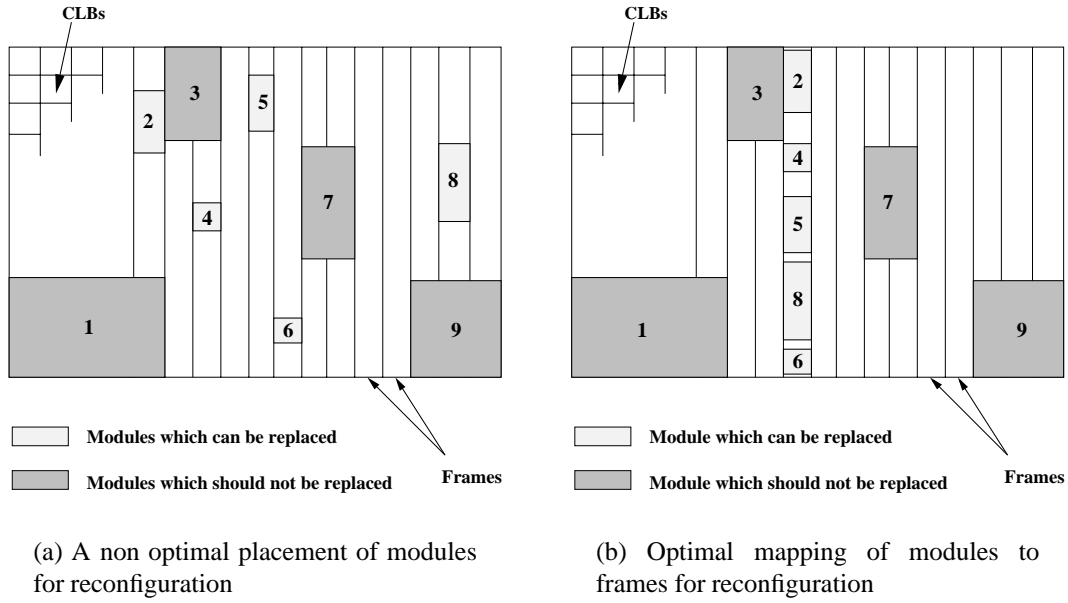 CLBs
3
2
5
4
7
8
6
1
9
Modules which can be replaced
Modules which should not be replaced
Frames
(a) A non optimal placement of modules
for reconfiguration
CLBs
3
2
4
7
5
8
1
9
6
Module which can be replaced
Module which should not be replaced
Frames
(b) Optimal mapping of modules to
frames for reconfiguration